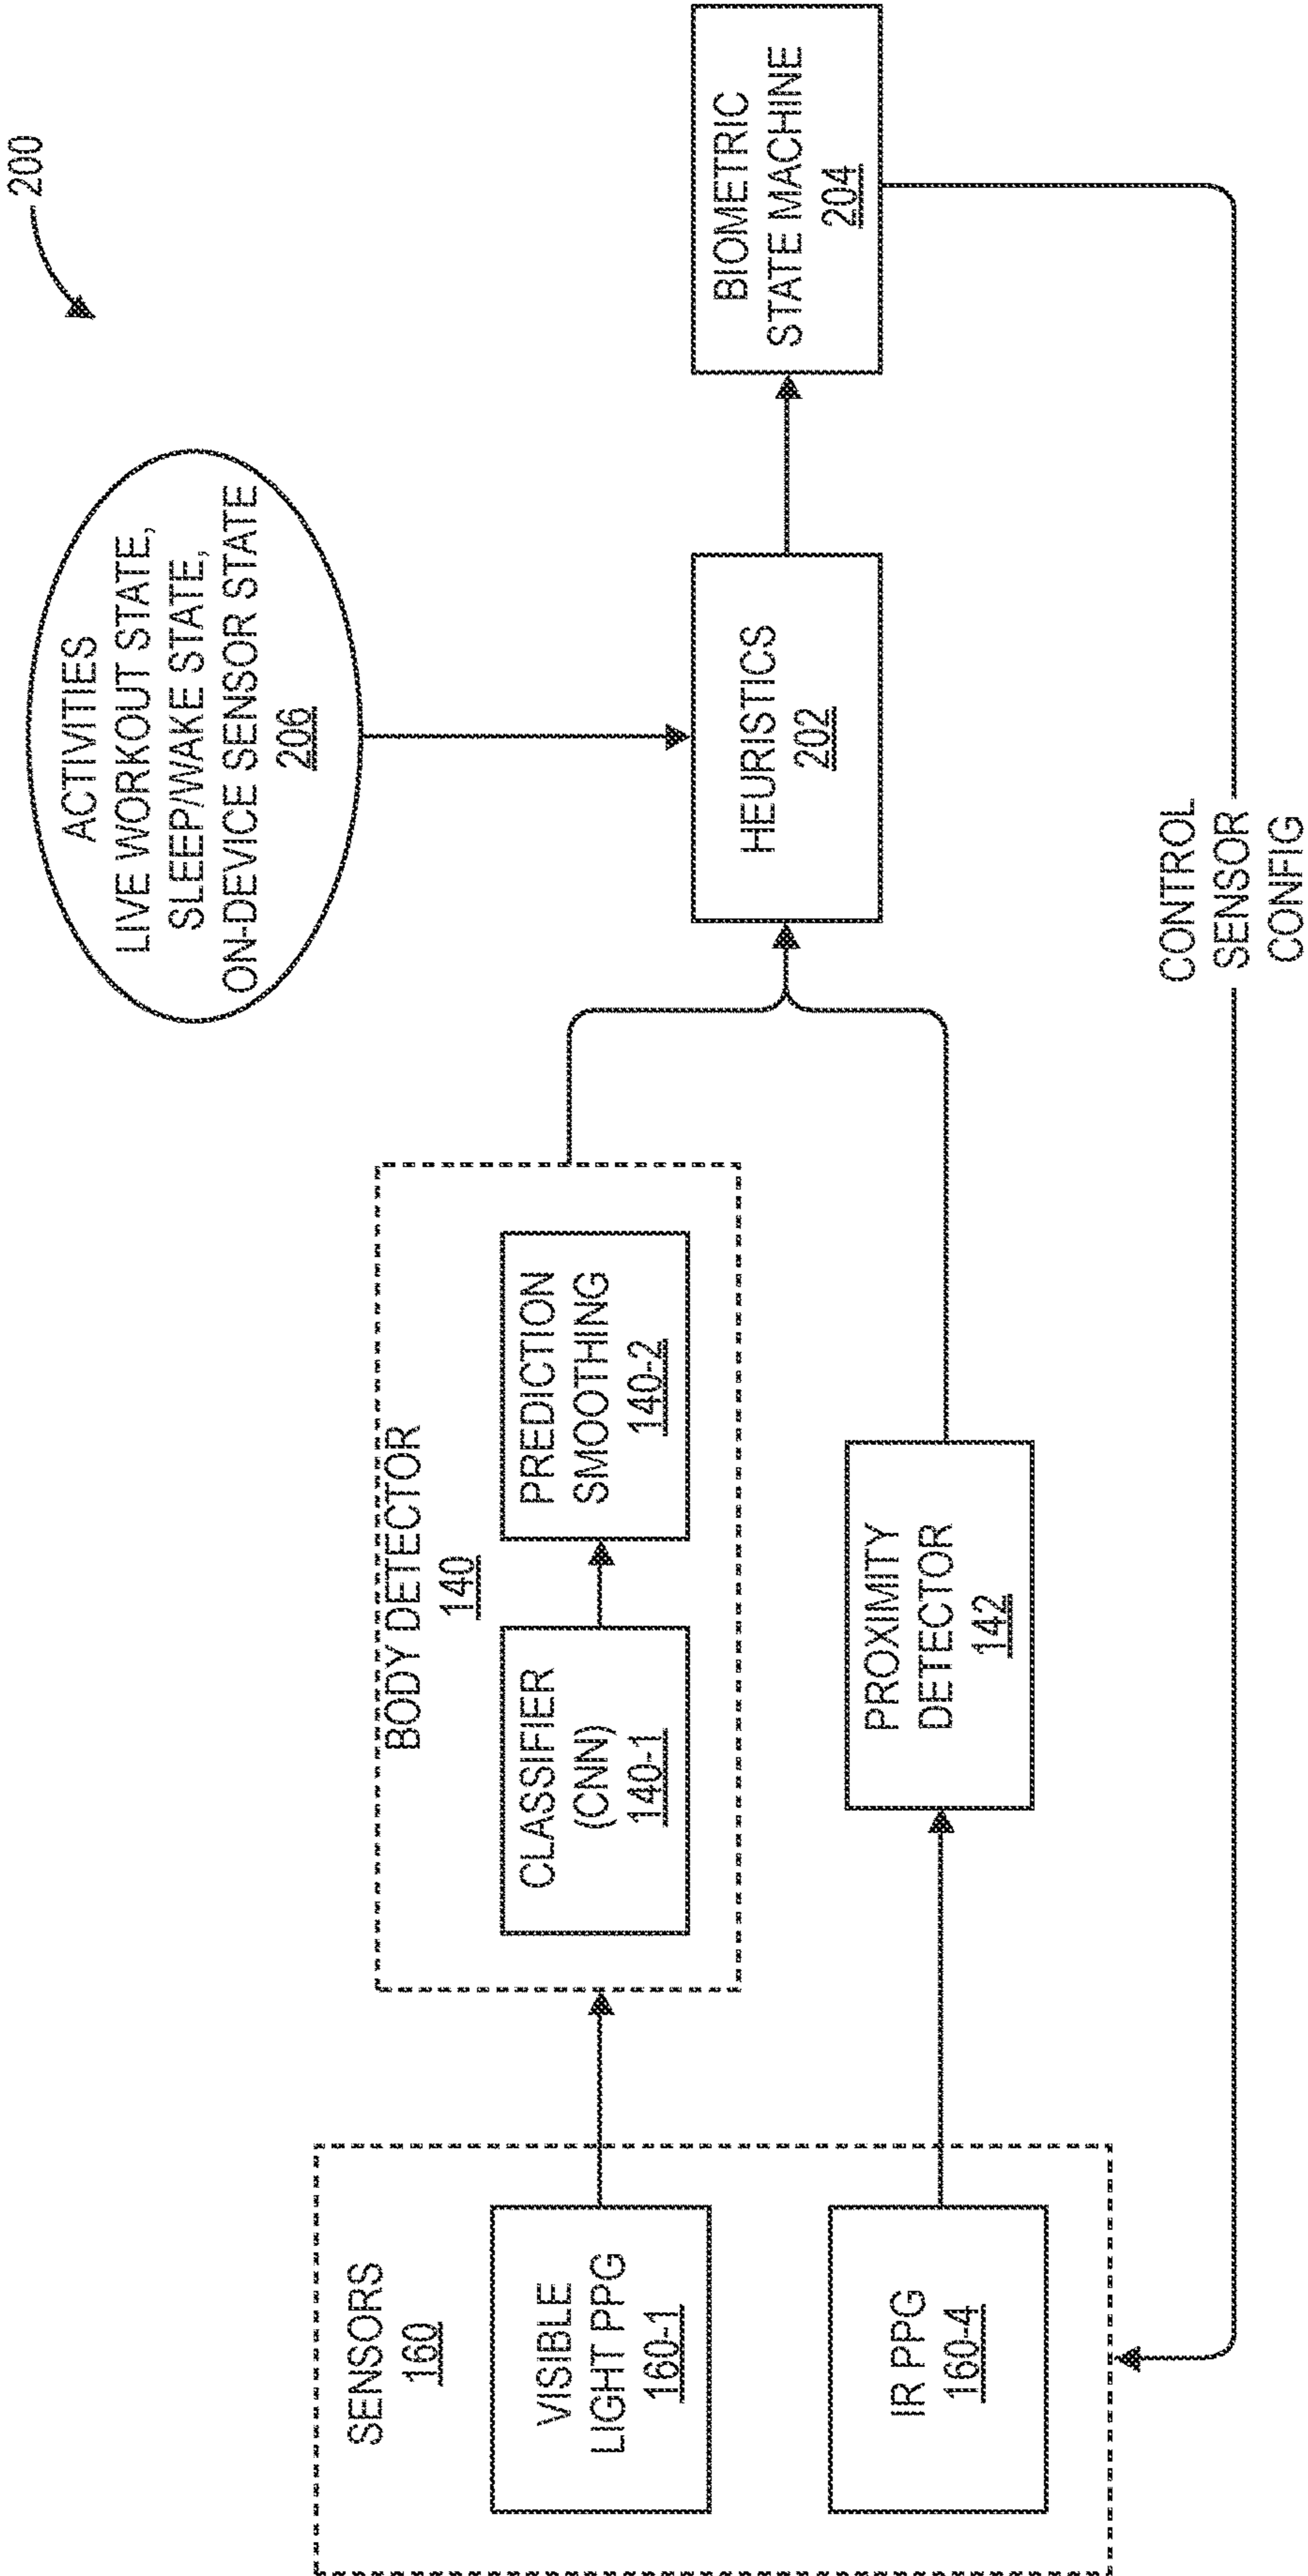 200
ACTIVITIES
LIVE WORKOUT STATE,
SLEEP/WAKE STATE,
ON-DEVICE SENSOR STATE
206
SENSORS
160
VISIBLE
LIGHT PPG
160-1
IR PPG
160-4
BODY DETECTOR
140
CLASSIFIER
(CNN)
140-1
PREDICTION
SMOOTHING
140-2
PROXIMITY
DETECTOR
142
HEURISTICS
202
BIOMETRIC
STATE MACHINE
204
CONTROL
SENSOR
CONFIG